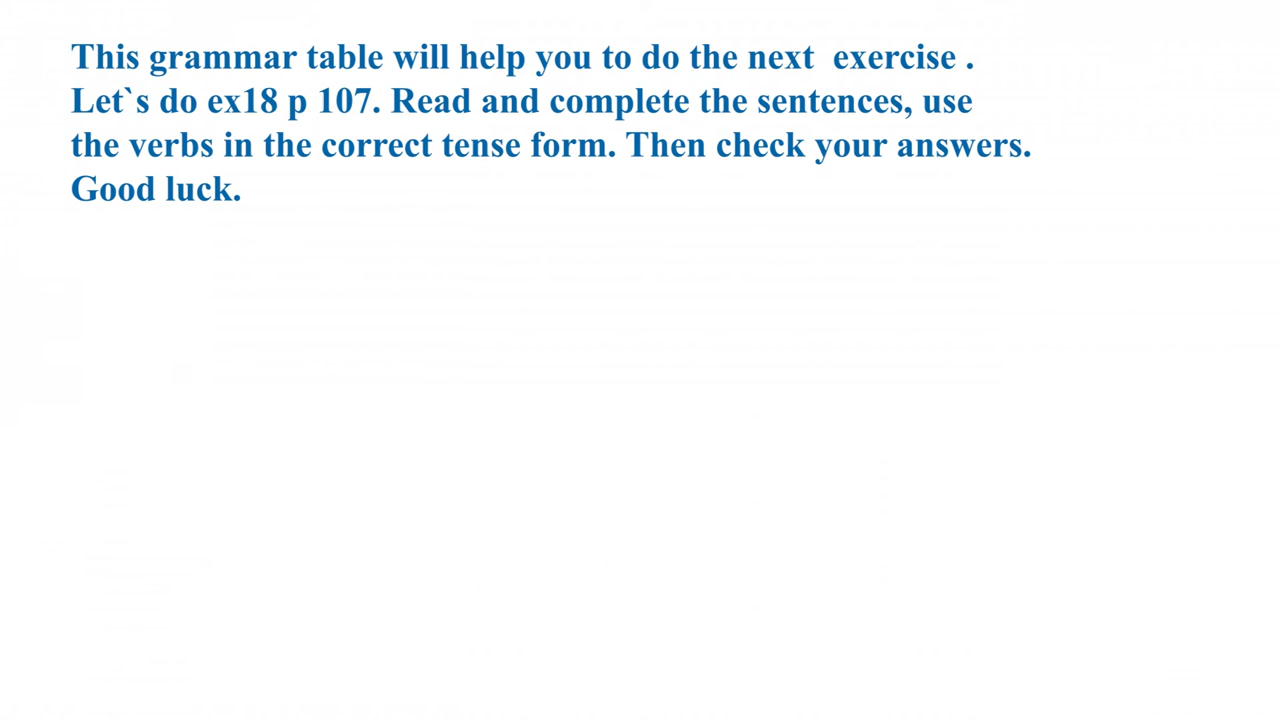 This grammar table will help you to do the next  exercise .
Let`s do ex18 p 107. Read and complete the sentences, use
the verbs in the correct tense form. Then check your answers.
Good luck.